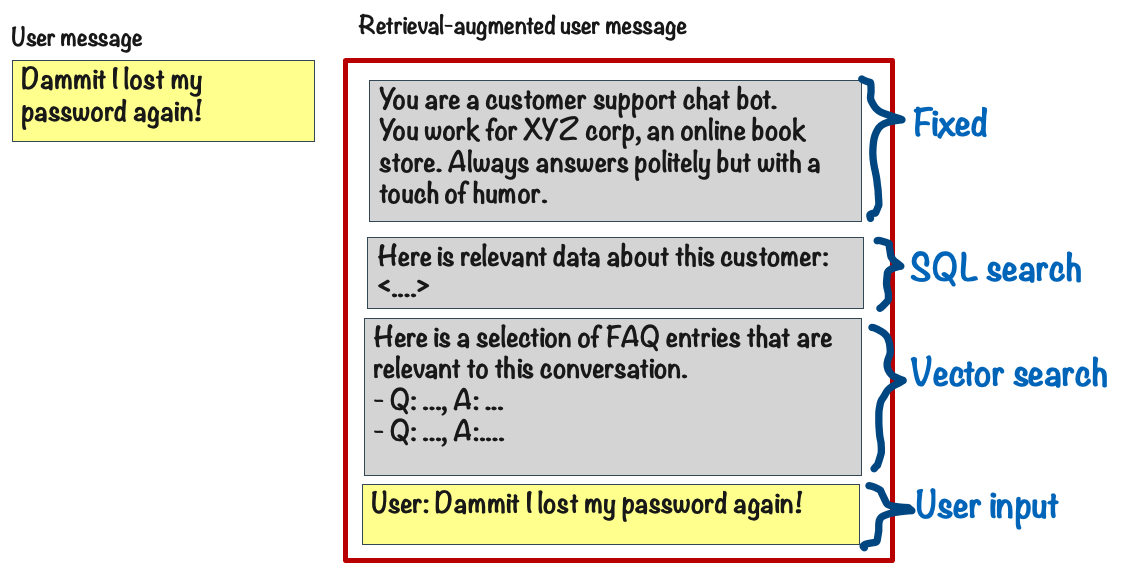 User message
Dammit I lost my
password again!
Retrieval-augmented user message
You are a customer support chat bot.
You work for XYZ corp, an online book
store. Always answers politely but with a
touch of humor.
Fixed
Here is relevant data about this customer:
<....>
SQL search
Here is a selection of FAQ entries that are
relevant to this conversation.
- Q: ..., A: ...
- Q: ..., A:....
Vector search
User: Dammit I lost my password again!
User input